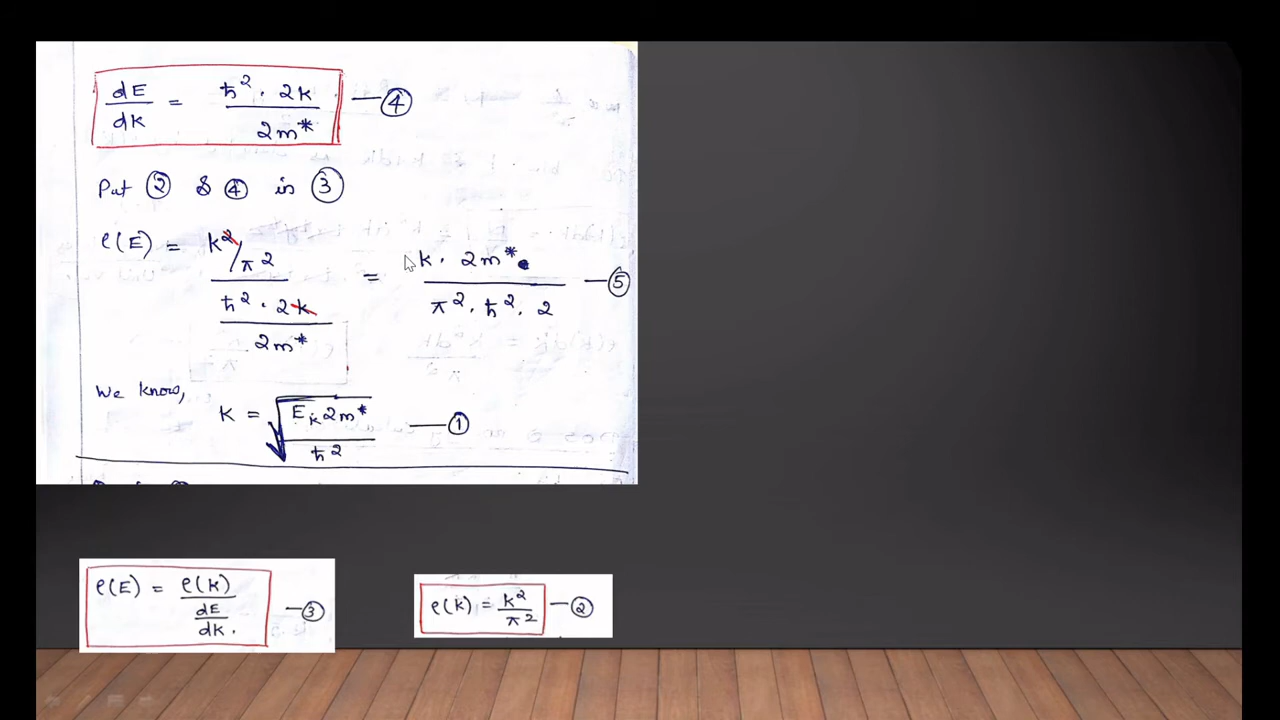 dE/dk = ħ² · 2k / 2m* —④
Put ② & ④ in ③
ρ(E) = k²/π² / (ħ² · 2k / 2m*) = k · 2m* / π² · ħ² · 2 —⑤
We know,
K = √(E_k 2m* / ħ²) —①
ρ(E) = ρ(k) / (dE/dk) . —③
ρ(k) = k²/π² —②